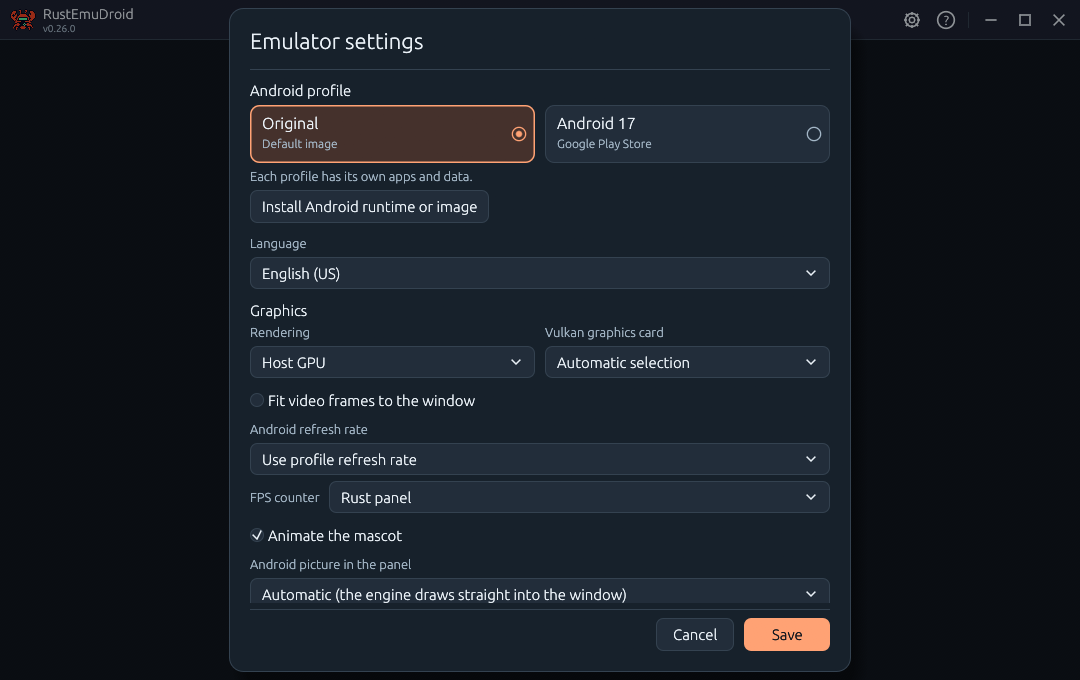 RustEmuDroid
v0.26.0
Emulator settings
Android profile
Original
Default image
Android 17
Google Play Store
Each profile has its own apps and data.
Install Android runtime or image
Language
English (US)
Graphics
Rendering
Vulkan graphics card
Host GPU
Automatic selection
Fit video frames to the window
Android refresh rate
Use profile refresh rate
FPS counter
Rust panel
Animate the mascot
Android picture in the panel
Automatic (the engine draws straight into the window)
Cancel
Save